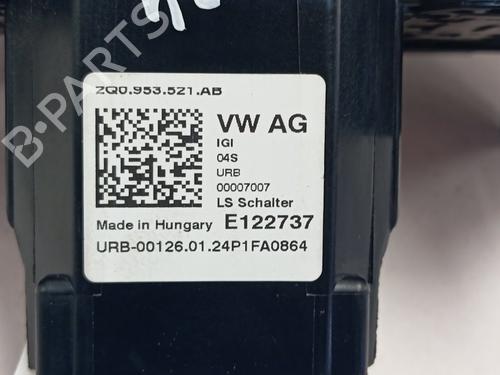 2Q0.953.521.AB
VW AG
IGI
04S
URB
00007007
LS Schalter
Made in Hungary E122737
URB-00126.01.24P1FA0864
B-PARTS